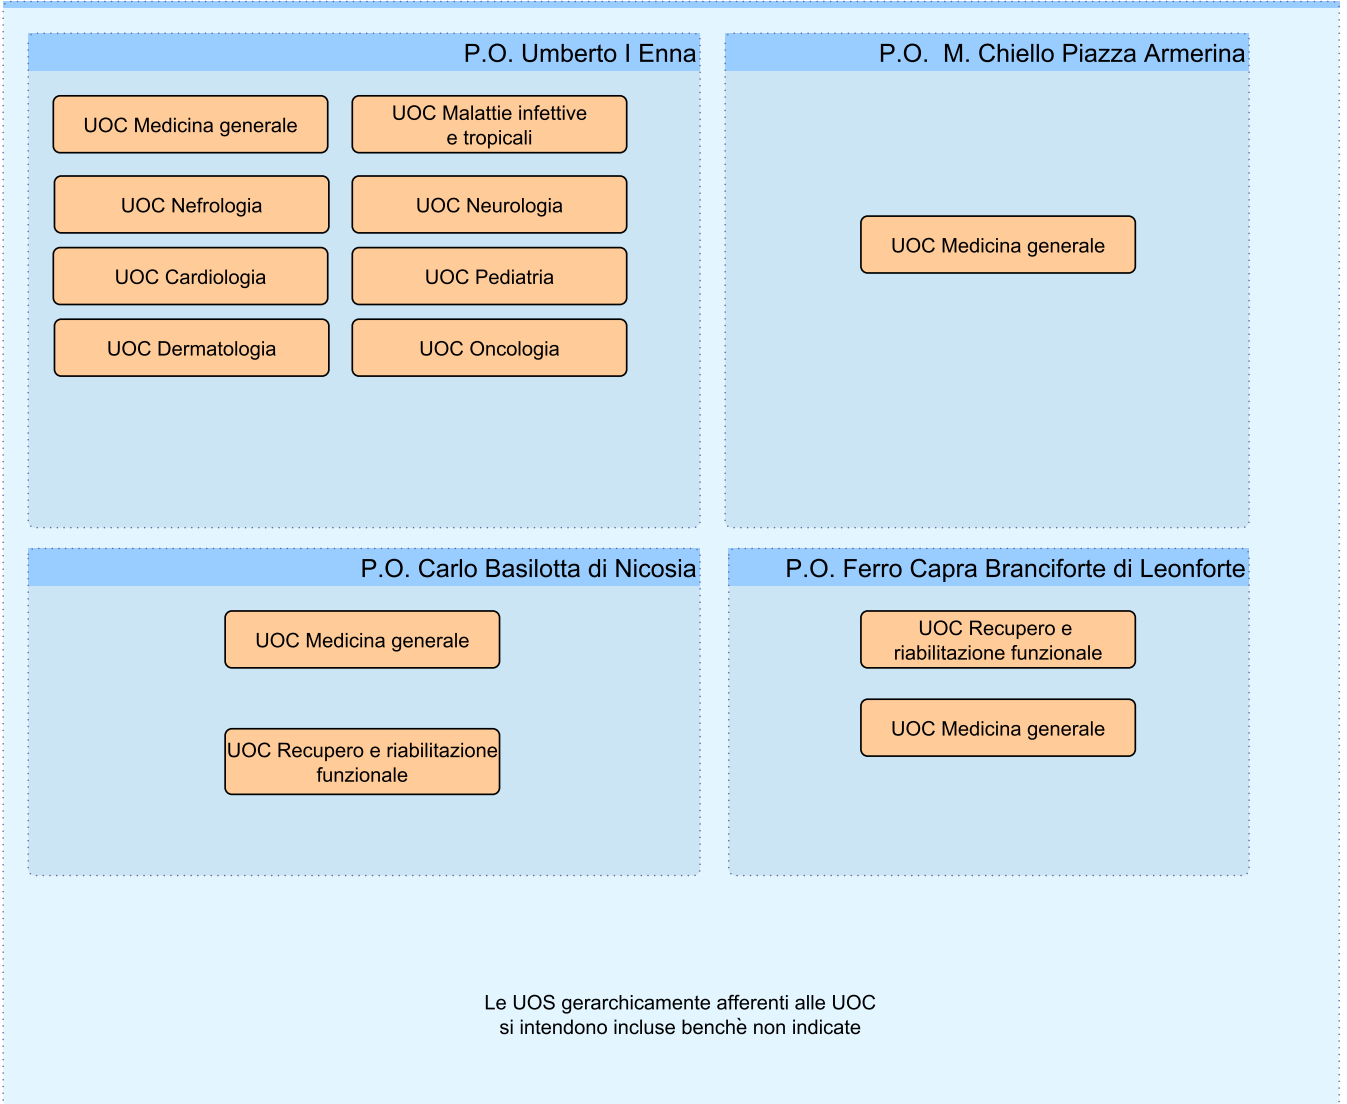 P.O. Umberto I Enna
UOC Medicina generale
UOC Malattie infettive
e tropicali
UOC Nefrologia
UOC Neurologia
UOC Cardiologia
UOC Pediatria
UOC Dermatologia
UOC Oncologia
P.O.  M. Chiello Piazza Armerina
UOC Medicina generale
P.O. Carlo Basilotta di Nicosia
UOC Medicina generale
UOC Recupero e riabilitazione
funzionale
P.O. Ferro Capra Branciforte di Leonforte
UOC Recupero e
riabilitazione funzionale
UOC Medicina generale
Le UOS gerarchicamente afferenti alle UOC
si intendono incluse benchè non indicate